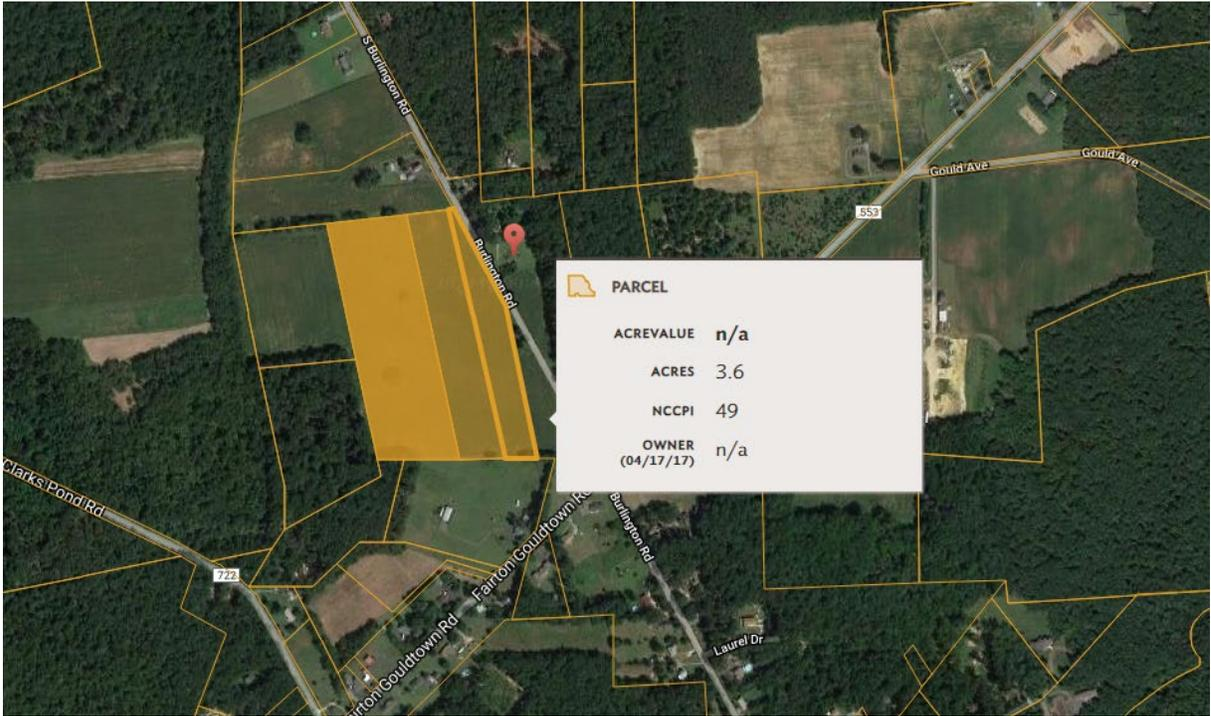 S Burlington Rd
Gould Ave
Gould Ave
553
Burlington Rd
PARCEL
ACREVALUE n/a
ACRES 3.6
NCCPI 49
OWNER n/a
(04/17/17)
Clarks Pond Rd
722
Fairton Gouldtown Rd
Burlington Rd
Laurel Dr
irton Gouldtown Rd